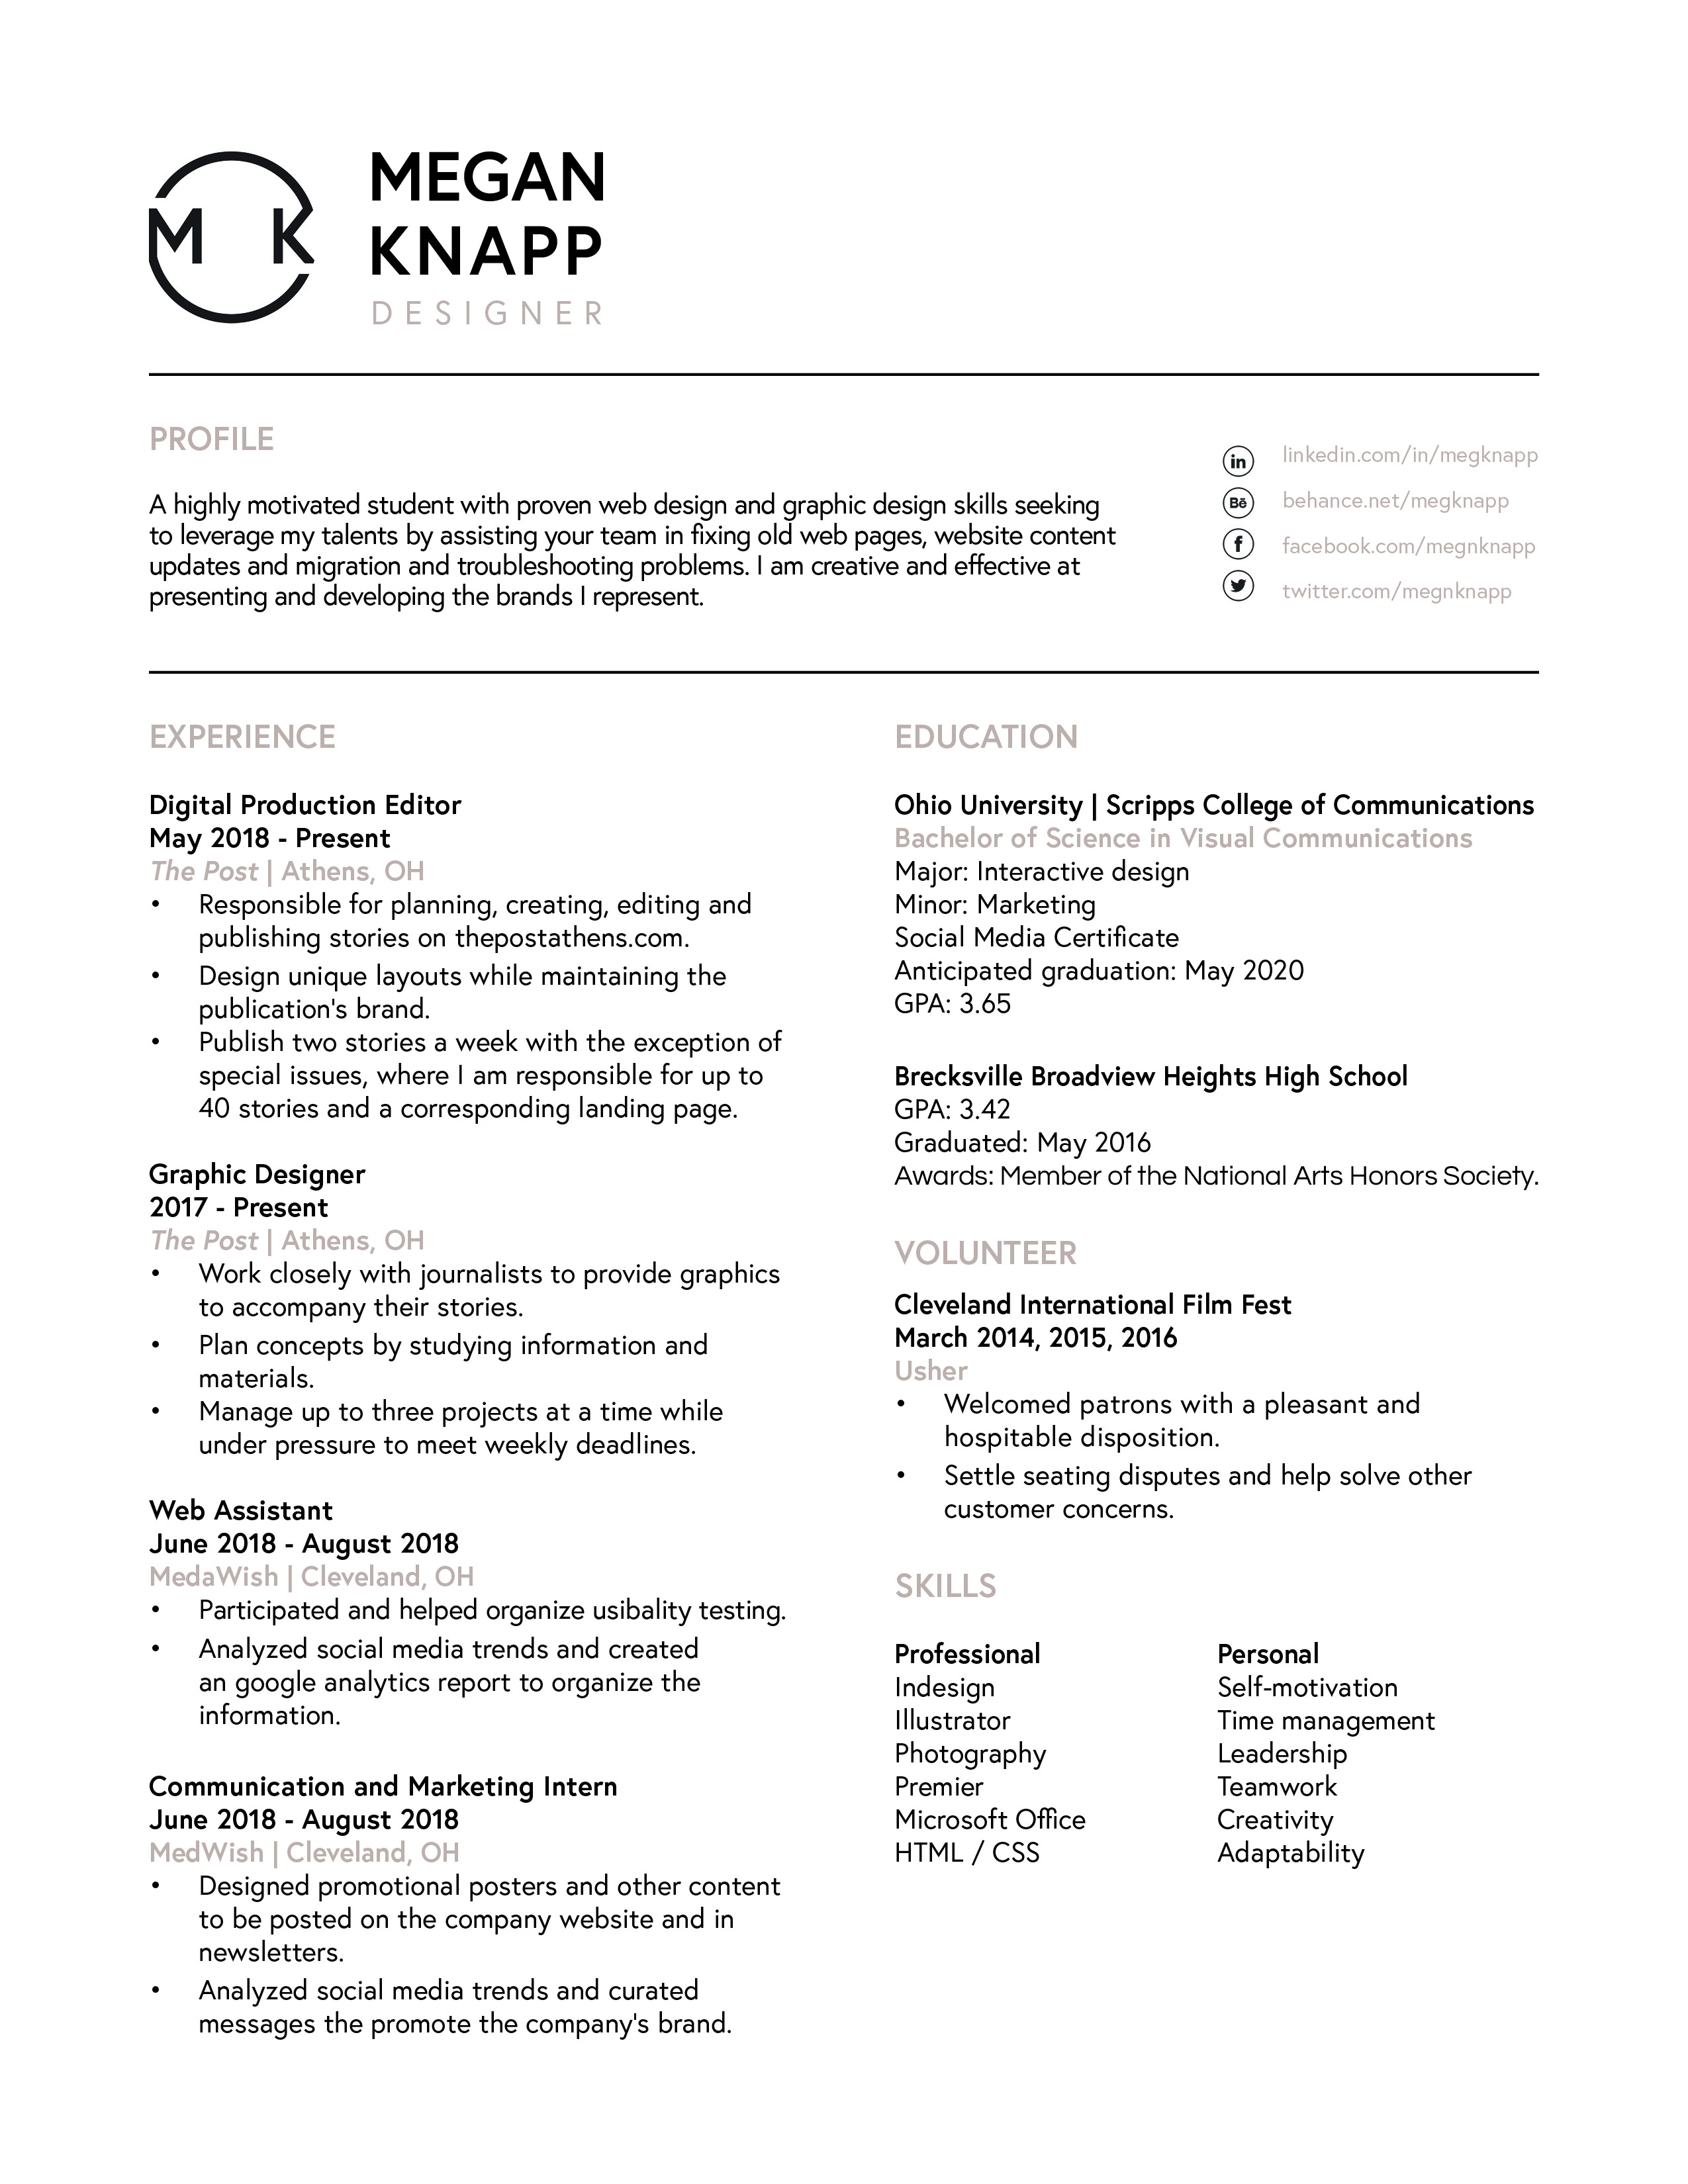 M K
MEGAN
KNAPP
DESIGNER
PROFILE
A highly motivated student with proven web design and graphic design skills seeking
to leverage my talents by assisting your team in fixing old web pages, website content
updates and migration and troubleshooting problems. I am creative and effective at
presenting and developing the brands I represent.
in linkedin.com/in/megknapp
Bē behance.net/megknapp
f facebook.com/megnknapp
twitter.com/megnknapp
EXPERIENCE
Digital Production Editor
May 2018 - Present
The Post | Athens, OH
• Responsible for planning, creating, editing and
publishing stories on thepostathens.com.
• Design unique layouts while maintaining the
publication's brand.
• Publish two stories a week with the exception of
special issues, where I am responsible for up to
40 stories and a corresponding landing page.
Graphic Designer
2017 - Present
The Post | Athens, OH
• Work closely with journalists to provide graphics
to accompany their stories.
• Plan concepts by studying information and
materials.
• Manage up to three projects at a time while
under pressure to meet weekly deadlines.
Web Assistant
June 2018 - August 2018
MedaWish | Cleveland, OH
• Participated and helped organize usibality testing.
• Analyzed social media trends and created
an google analytics report to organize the
information.
Communication and Marketing Intern
June 2018 - August 2018
MedWish | Cleveland, OH
• Designed promotional posters and other content
to be posted on the company website and in
newsletters.
• Analyzed social media trends and curated
messages the promote the company's brand.
EDUCATION
Ohio University | Scripps College of Communications
Bachelor of Science in Visual Communications
Major: Interactive design
Minor: Marketing
Social Media Certificate
Anticipated graduation: May 2020
GPA: 3.65
Brecksville Broadview Heights High School
GPA: 3.42
Graduated: May 2016
Awards: Member of the National Arts Honors Society.
VOLUNTEER
Cleveland International Film Fest
March 2014, 2015, 2016
Usher
• Welcomed patrons with a pleasant and
hospitable disposition.
• Settle seating disputes and help solve other
customer concerns.
SKILLS
Professional
Indesign
Illustrator
Photography
Premier
Microsoft Office
HTML / CSS
Personal
Self-motivation
Time management
Leadership
Teamwork
Creativity
Adaptability